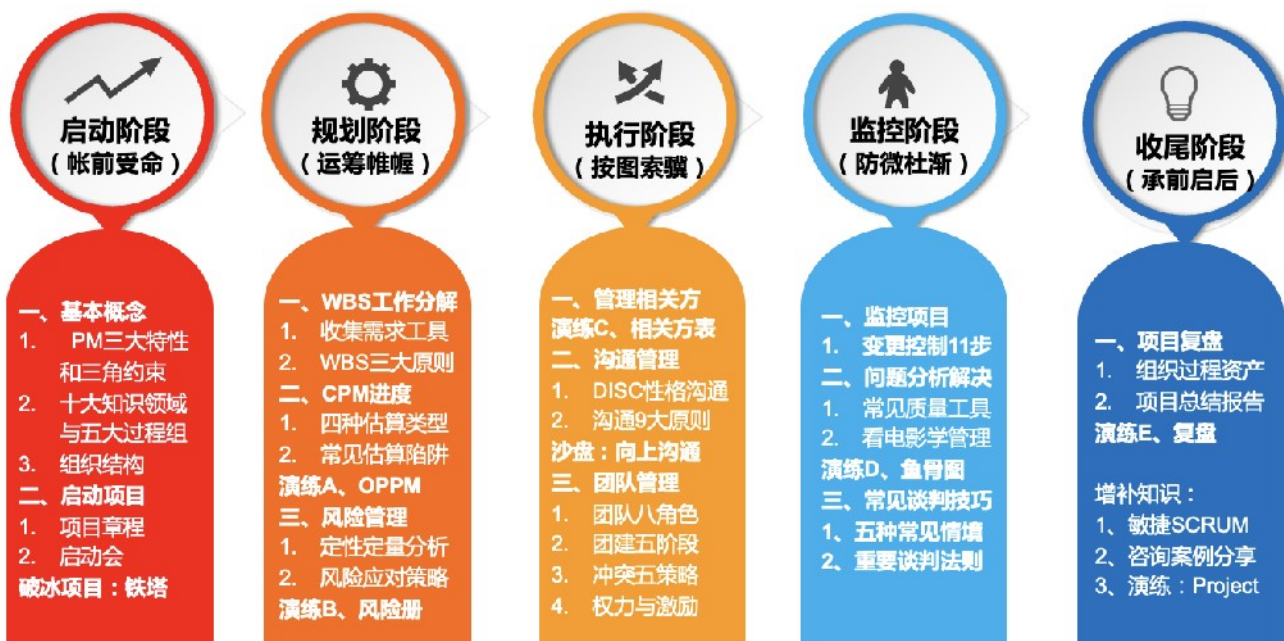 启动阶段
（帐前受命）
一、基本概念
1. PM三大特性
和三角约束
2. 十大知识领域
与五大过程组
3. 组织结构
二、启动项目
1. 项目章程
2. 启动会
破冰项目：铁塔
规划阶段
（运筹帷幄）
一、WBS工作分解
1. 收集需求工具
2. WBS三大原则
二、CPM进度
1. 四种估算类型
2. 常见估算陷阱
演练A、OPPM
三、风险管理
1. 定性定量分析
2. 风险应对策略
演练B、风险册
执行阶段
（按图索骥）
一、管理相关方
演练C、相关方表
二、沟通管理
1. DISC性格沟通
2. 沟通9大原则
沙盘：向上沟通
三、团队管理
1. 团队八角色
2. 团建五阶段
3. 冲突五策略
4. 权力与激励
监控阶段
（防微杜渐）
一、监控项目
1. 变更控制11步
二、问题分析解决
1. 常见质量工具
2. 看电影学管理
演练D、鱼骨图
三、常见谈判技巧
1、五种常见情境
2、重要谈判法则
收尾阶段
（承前启后）
一、项目复盘
1. 组织过程资产
2. 项目总结报告
演练E、复盘
增补知识：
1、敏捷SCRUM
2、咨询案例分享
3、演练：Project